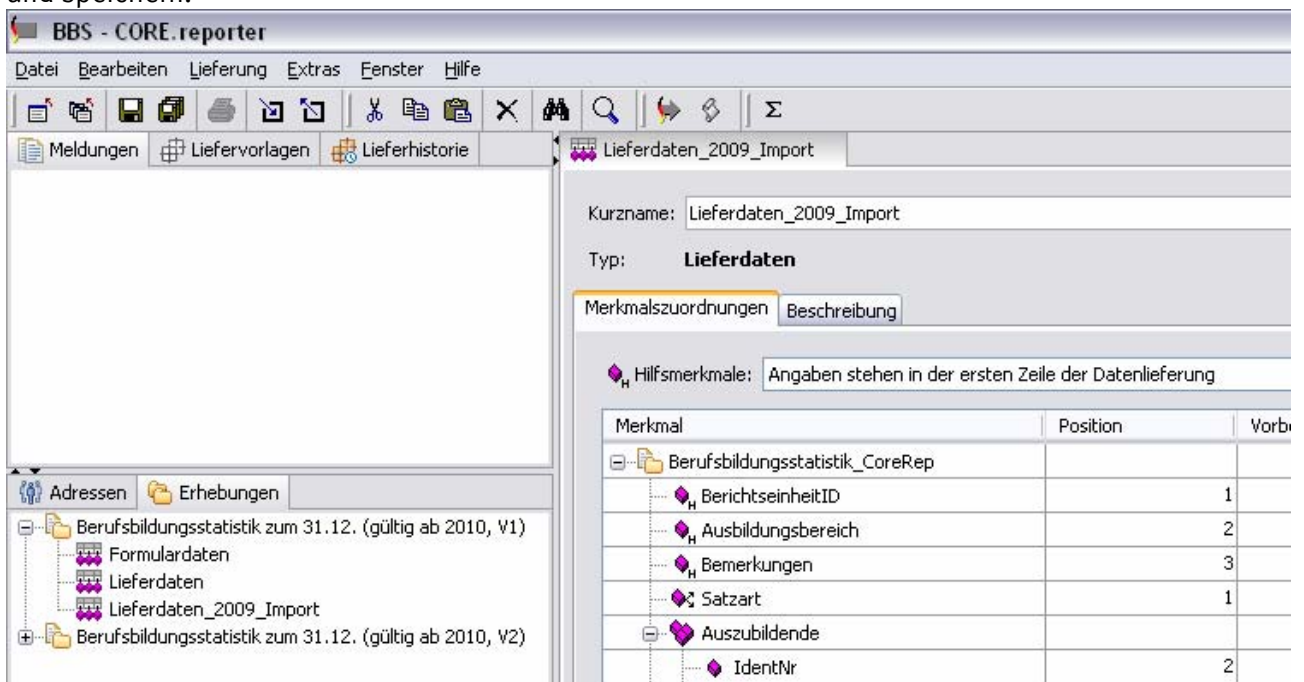 und speichern.
BBS - CORE.reporter
Datei Bearbeiten Lieferung Extras Fenster Hilfe
Σ
Meldungen Liefervorlagen Lieferhistorie
Adressen Erhebungen
Berufsbildungsstatistik zum 31.12. (gültig ab 2010, V1)
Formulardaten
Lieferdaten
Lieferdaten_2009_Import
Berufsbildungsstatistik zum 31.12. (gültig ab 2010, V2)
Lieferdaten_2009_Import
Kurzname: Lieferdaten_2009_Import
Typ: Lieferdaten
Merkmalszuordnungen Beschreibung
H Hilfsmerkmale: Angaben stehen in der ersten Zeile der Datenlieferung
Merkmal Position
Berufsbildungsstatistik_CoreRep
H BerichtseinheitID 1
H Ausbildungsbereich 2
H Bemerkungen 3
Satzart 1
Auszubildende
IdentNr 2